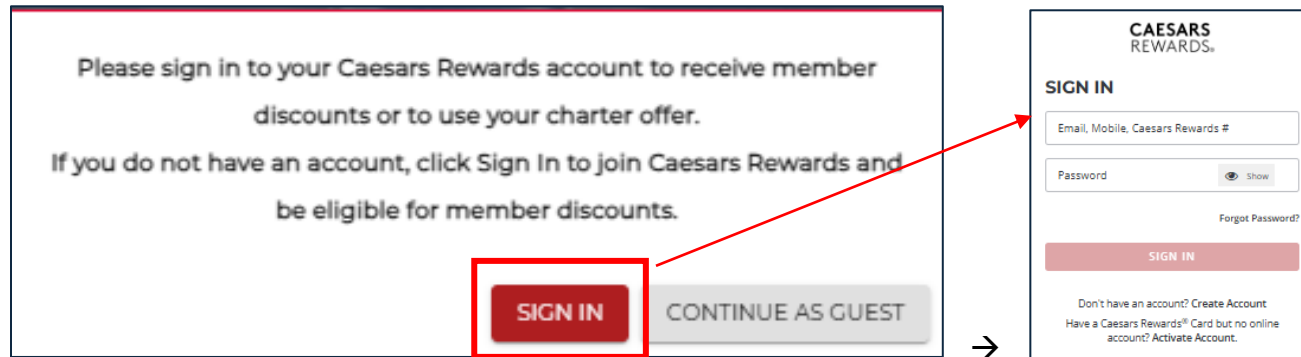 Please sign in to your Caesars Rewards account to receive member
discounts or to use your charter offer.
If you do not have an account, click Sign In to join Caesars Rewards and
be eligible for member discounts.
SIGN IN
CONTINUE AS GUEST
→
CAESARS
REWARDS®
SIGN IN
Email, Mobile, Caesars Rewards #
Password
Show
Forgot Password?
SIGN IN
Don't have an account? Create Account
Have a Caesars Rewards® Card but no online
account? Activate Account.